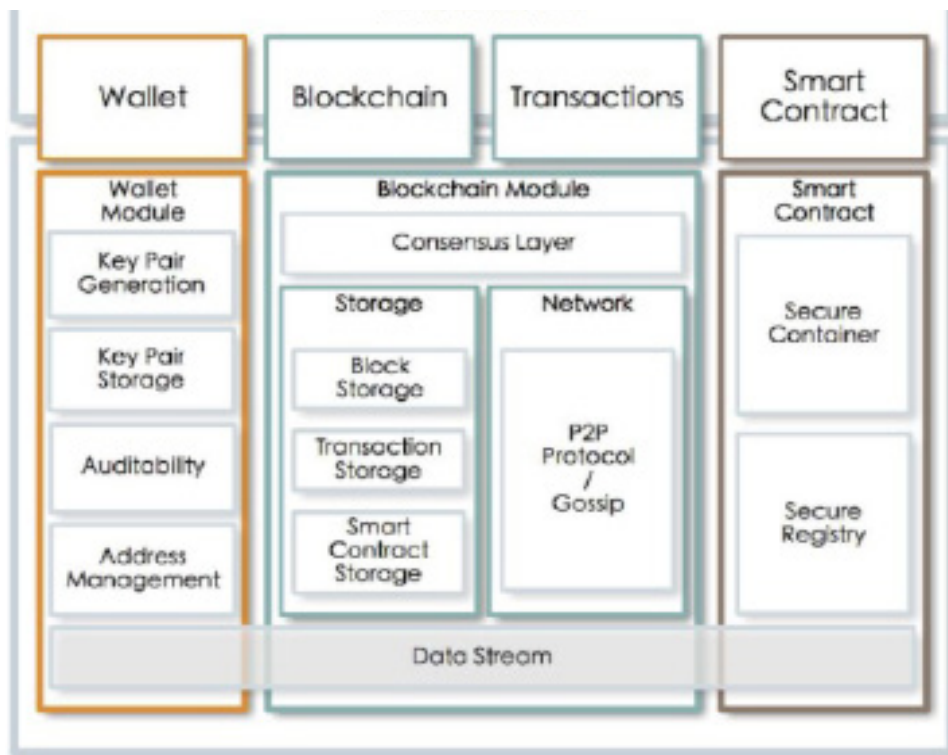 Wallet
Blockchain
Transactions
Smart
Contract
Wallet
Module
Key Pair
Generation
Key Pair
Storage
Auditability
Address
Management
Blockchain Module
Consensus Layer
Storage
Block
Storage
Transaction
Storage
Smart
Contract
Storage
Network
P2P
Protocol
/
Gossip
Smart
Contract
Secure
Container
Secure
Registry
Data Stream